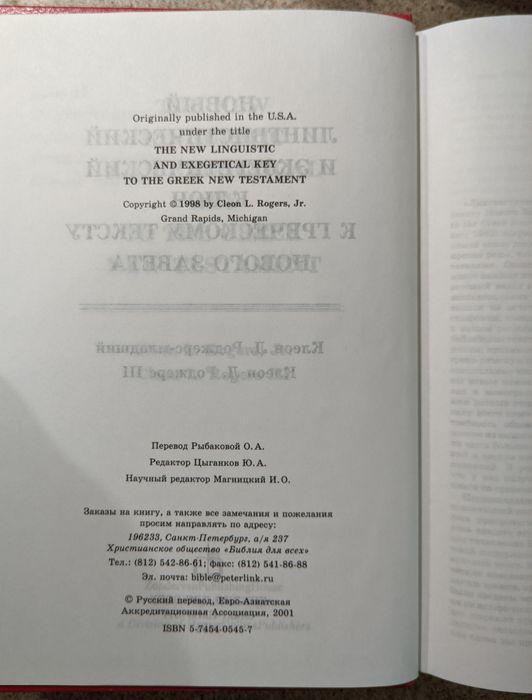 Originally published in the U.S.A.
under the title
THE NEW LINGUISTIC
AND EXEGETICAL KEY
TO THE GREEK NEW TESTAMENT
Copyright © 1998 by Cleon L. Rogers, Jr.
Grand Rapids, Michigan
Перевод Рыбаковой О. А.
Редактор Цыганков Ю. А.
Научный редактор Магницкий И. О.
Заказы на книгу, а также все замечания и пожелания
просим направлять по адресу:
196233, Санкт-Петербург, а/я 237
Христианское общество «Библия для всех»
Тел.: (812) 542-86-61; факс: (812) 541-86-88
Эл. почта: bible@peterlink.ru
© Русский перевод, Евро-Азиатская
Аккредитационная Ассоциация, 2001
ISBN 5-7454-0545-7